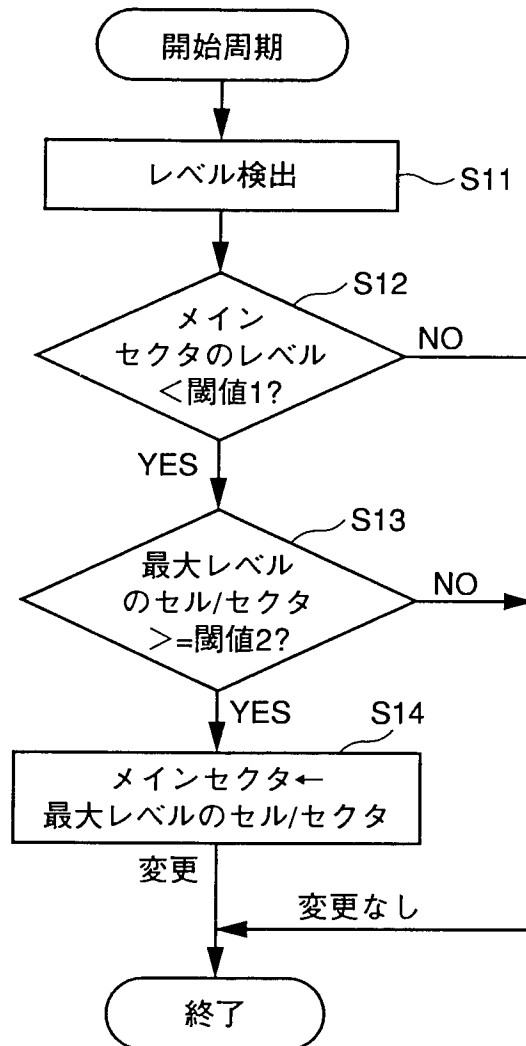 開始周期
レベル検出
S11
S12
メイン
セクタのレベル
＜閾値1?
NO
YES
S13
最大レベル
のセル/セクタ
＞=閾値2?
NO
YES
S14
メインセクタ←
最大レベルのセル/セクタ
変更
変更なし
終了